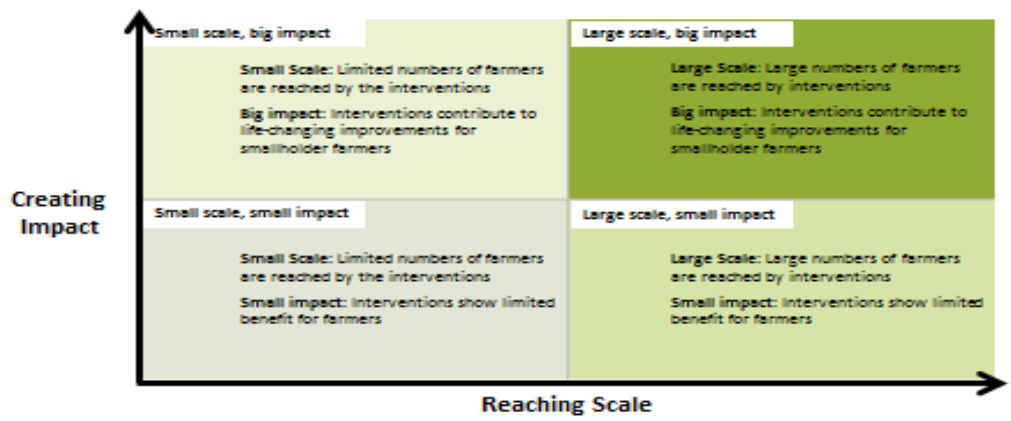 Small scale, big impact
Small Scale: Limited numbers of farmers
are reached by the interventions
Big impact: Interventions contribute to
life-changing improvements for
smallholder farmers
Large scale, big impact
Large Scale: Large numbers of farmers
are reached by interventions
Big impact: Interventions contribute to
life-changing improvements for
smallholder farmers
Creating
Impact
Small scale, small impact
Small Scale: Limited numbers of farmers
are reached by the interventions
Small impact: Interventions show limited
benefit for farmers
Large scale, small impact
Large Scale: Large numbers of farmers
are reached by interventions
Small impact: Interventions show limited
benefit for farmers
Reaching Scale